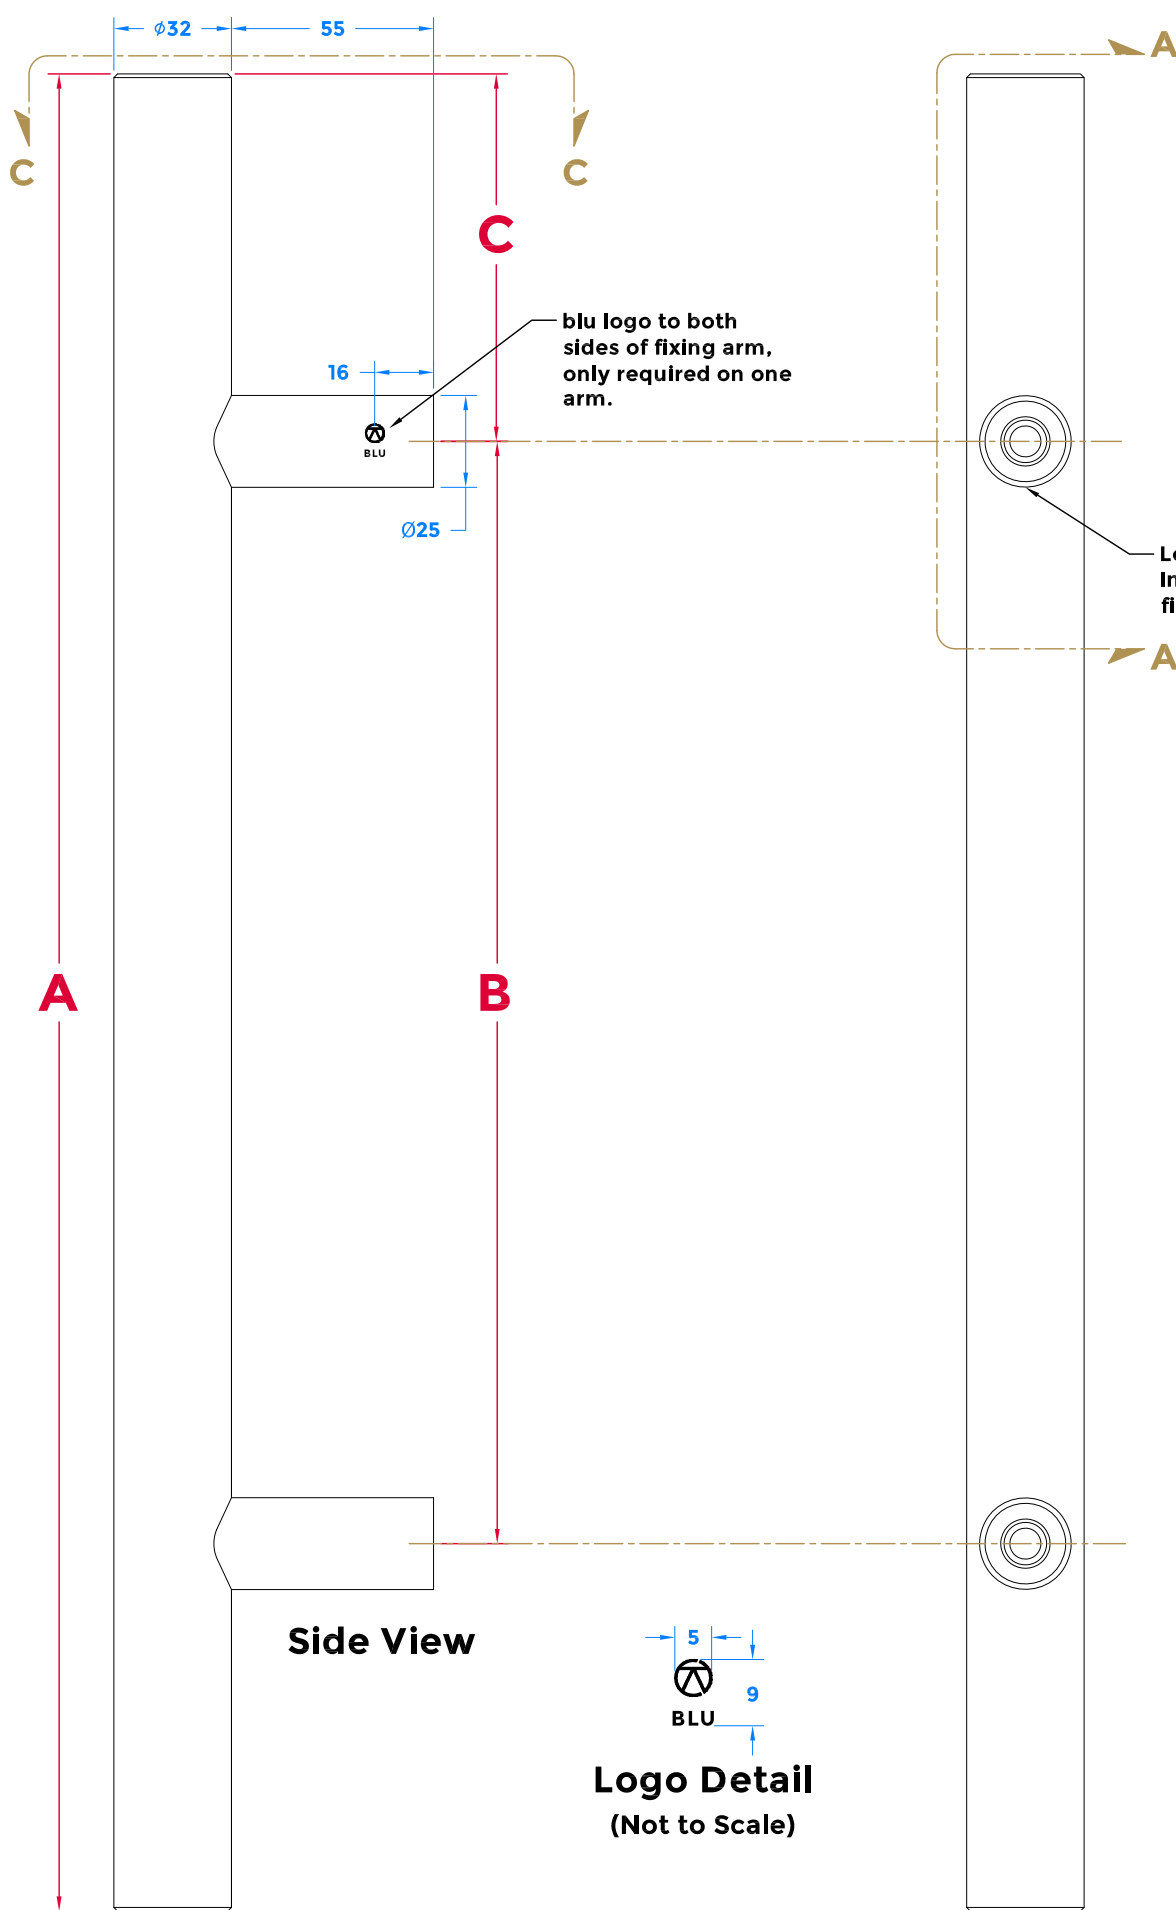 ø32
55
A
C
C
C
blu logo to both
sides of fixing arm,
only required on one
arm.
16
BLU
Ø25
A
A
B
Side View
5
9
BLU
Logo Detail
(Not to Scale)